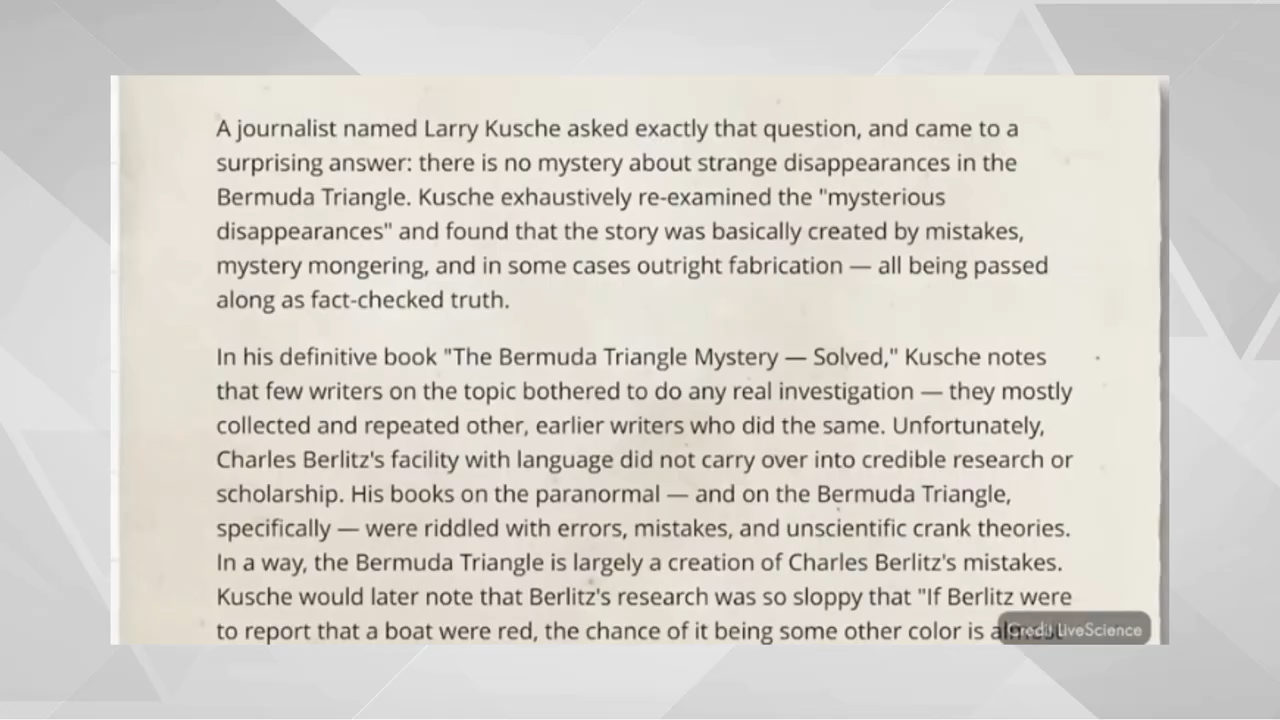 A journalist named Larry Kusche asked exactly that question, and came to a
surprising answer: there is no mystery about strange disappearances in the
Bermuda Triangle. Kusche exhaustively re-examined the "mysterious
disappearances" and found that the story was basically created by mistakes,
mystery mongering, and in some cases outright fabrication — all being passed
along as fact-checked truth.
In his definitive book "The Bermuda Triangle Mystery — Solved," Kusche notes
that few writers on the topic bothered to do any real investigation — they mostly
collected and repeated other, earlier writers who did the same. Unfortunately,
Charles Berlitz's facility with language did not carry over into credible research or
scholarship. His books on the paranormal — and on the Bermuda Triangle,
specifically — were riddled with errors, mistakes, and unscientific crank theories.
In a way, the Bermuda Triangle is largely a creation of Charles Berlitz's mistakes.
Kusche would later note that Berlitz's research was so sloppy that "If Berlitz were
to report that a boat were red, the chance of it being some other color is
Credit LiveScience